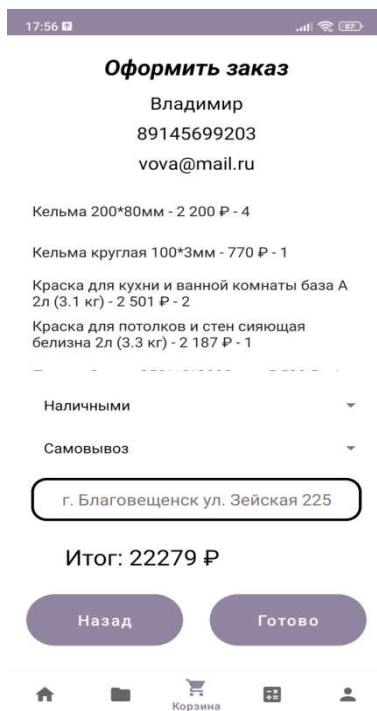 17:56
87
Оформить заказ
Владимир
89145699203
vova@mail.ru
Кельма 200*80мм - 2 200 ₽ - 4
Кельма круглая 100*3мм - 770 ₽ - 1
Краска для кухни и ванной комнаты база А
2л (3.1 кг) - 2 501 ₽ - 2
Краска для потолков и стен сияющая
белизна 2л (3.3 кг) - 2 187 ₽ - 1
Наличными
Самовывоз
г. Благовещенск ул. Зейская 225
Итог: 22279 ₽
Назад
Готово
Корзина